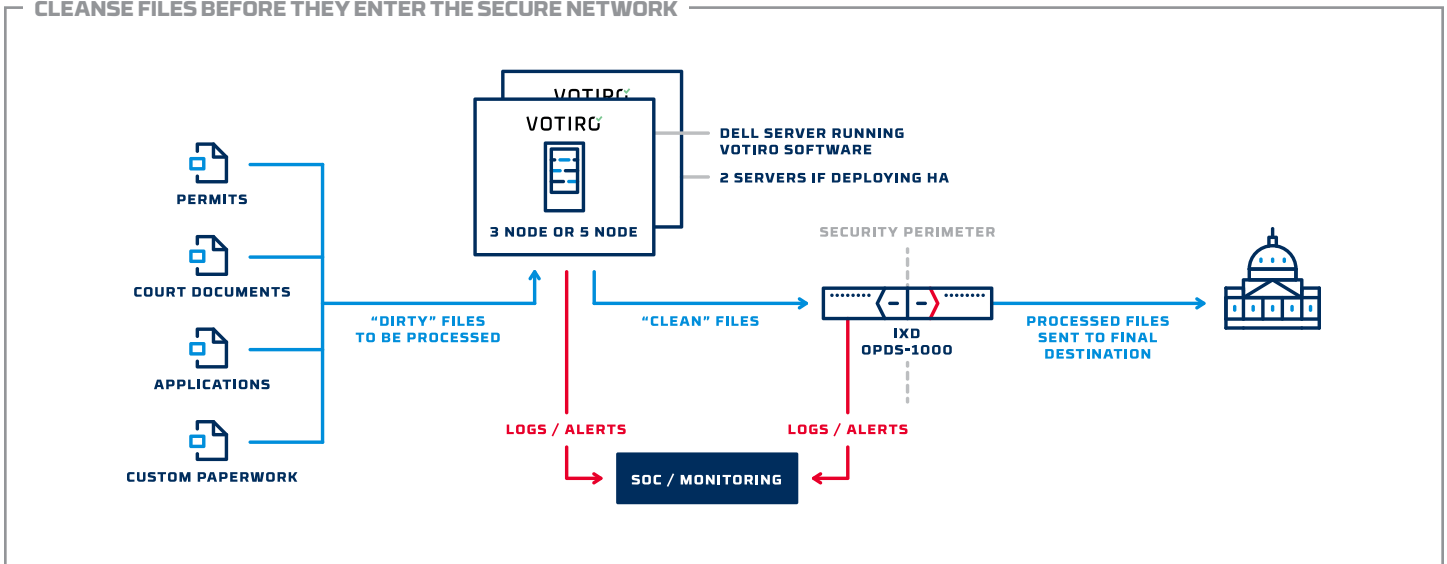 CLEANSE FILES BEFORE THEY ENTER THE SECURE NETWORK
PERMITS
COURT DOCUMENTS
APPLICATIONS
CUSTOM PAPERWORK
"DIRTY" FILES
TO BE PROCESSED
VOTIRO
VOTIRO
3 NODE OR 5 NODE
DELL SERVER RUNNING
VOTIRO SOFTWARE
2 SERVERS IF DEPLOYING HA
"CLEAN" FILES
SECURITY PERIMETER
IXD
OPDS-1000
PROCESSED FILES
SENT TO FINAL
DESTINATION
LOGS / ALERTS
LOGS / ALERTS
SOC / MONITORING